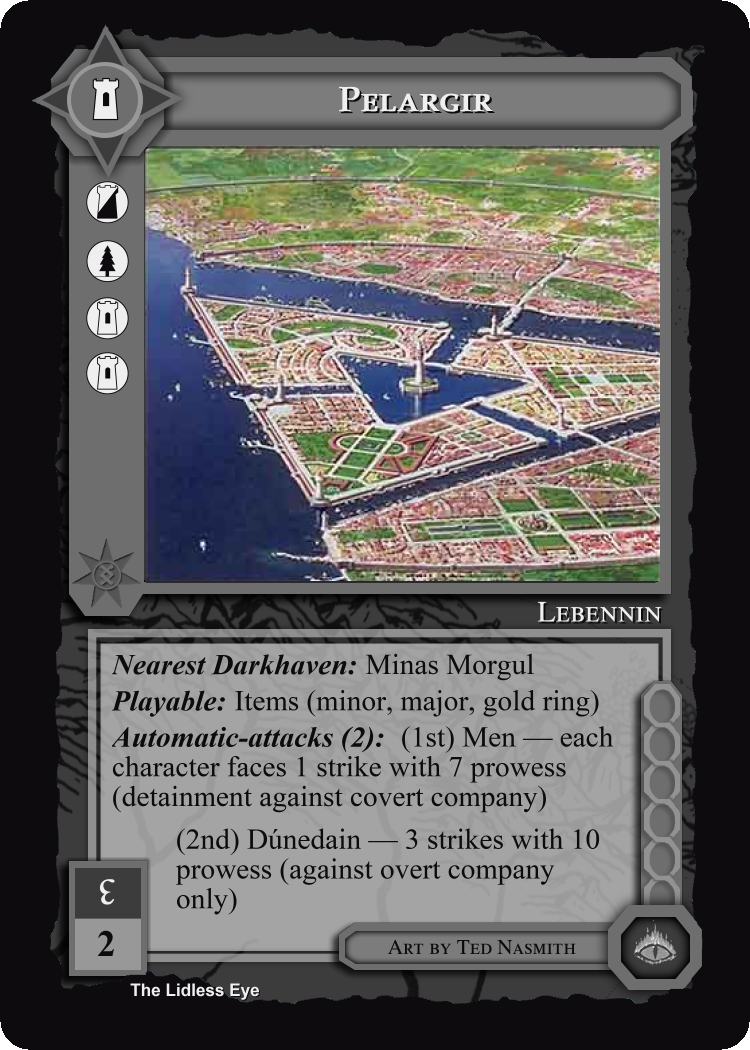 Pelargir
Lebennin
Nearest Darkhaven: Minas Morgul
Playable: Items (minor, major, gold ring)
Automatic-attacks (2): (1st) Men — each
character faces 1 strike with 7 prowess
(detainment against covert company)
(2nd) Dúnedain — 3 strikes with 10
prowess (against overt company
only)
2
Art by Ted Nasmith
The Lidless Eye